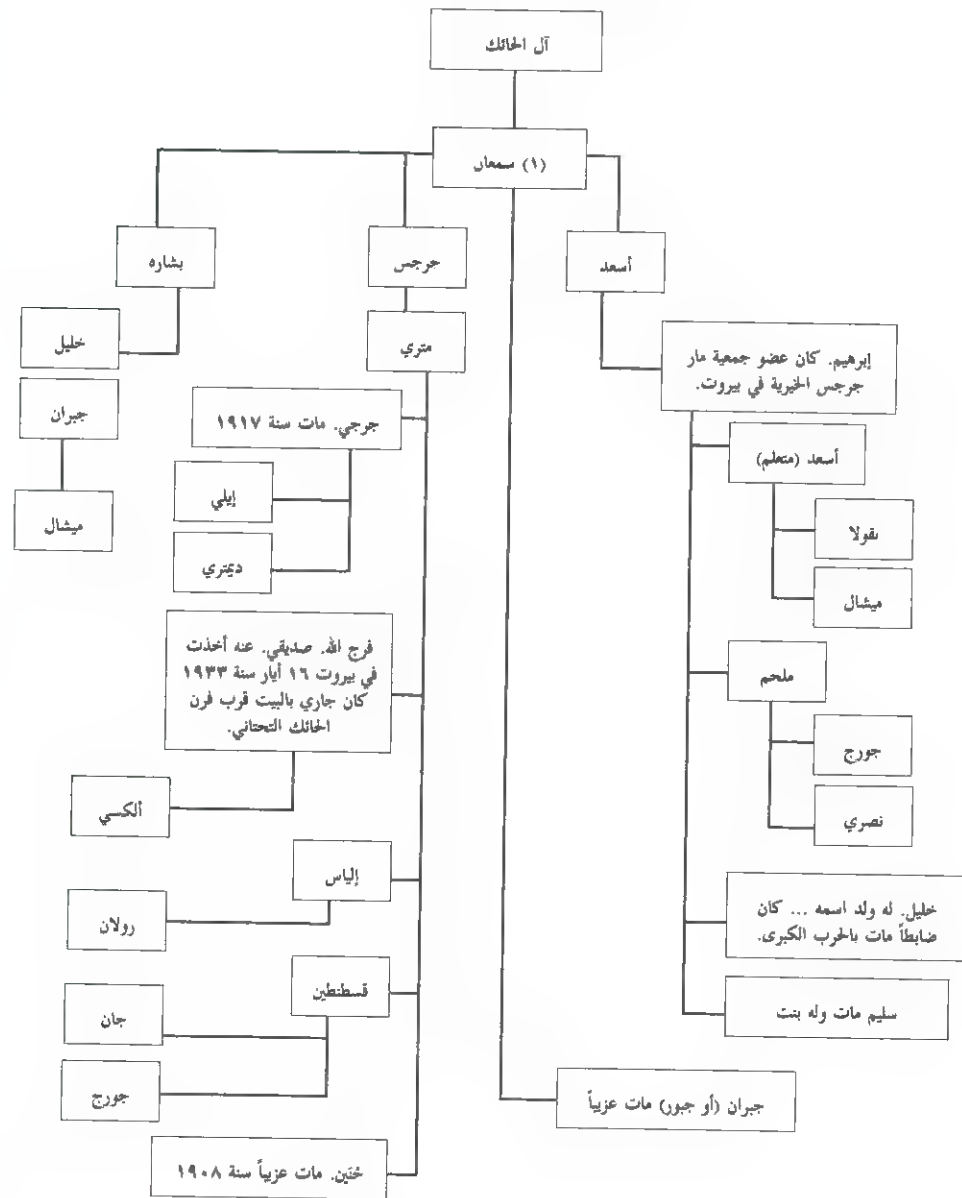 آل الحائك
(١) سمعان
أسعد
جرجس
بشاره
إبرهيم. كان عضو جمعية مار
جرجس الخيرية في بيروت.
أسعد (متعلم)
نقولا
ميشال
ملحم
جورج
نصري
خليل. له ولد اسمه ... كان
ضابطاً مات بالحرب الكبرى.
سليم مات وله بنت
جبران (أو جبور) مات عزيباً
متري
جرجي. مات سنة ١٩١٧
إيلي
ديمتري
فرج الله. صديقي. عنه أخذت
في بيروت ١٦ أيار سنة ١٩٣٣
كان جاري بالبيت قرب فرن
الحائك التحتاني.
ألكسي
إلياس
رولان
قسطنطين
جان
جورج
حُنَين. مات عزيباً سنة ١٩٠٨
خليل
جبران
ميشال